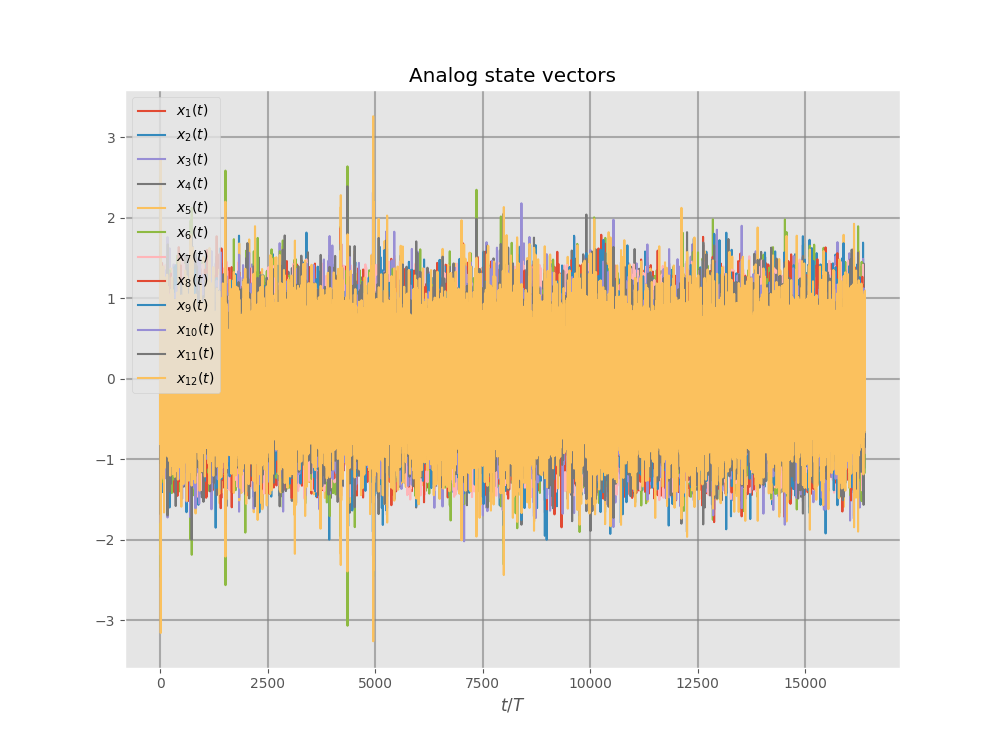 Analog state vectors
x₁(t)
x₂(t)
x₃(t)
x₄(t)
x₅(t)
x₆(t)
x₇(t)
x₈(t)
x₉(t)
x₁₀(t)
x₁₁(t)
x₁₂(t)
3
2
1
0
−1
−2
−3
0 2500 5000 7500 10000 12500 15000
t/T